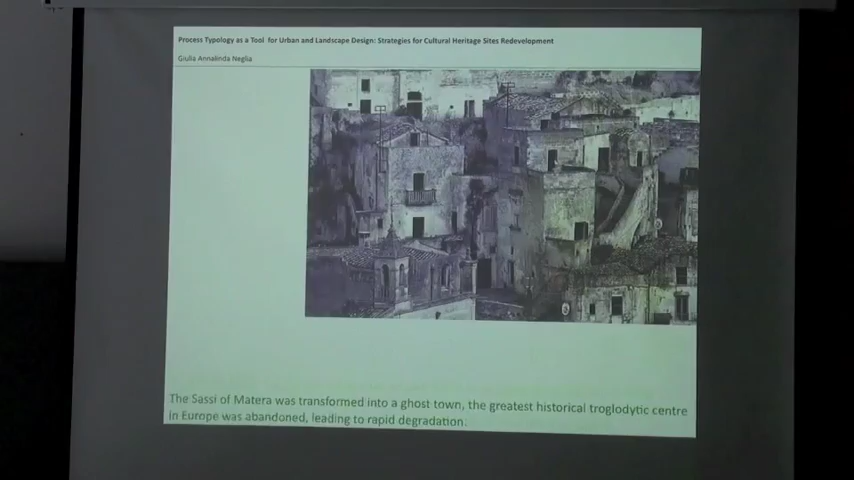 Process Typology as a Tool for Urban and Landscape Design: Strategies for Cultural Heritage Sites Redevelopment
Giulia Annalinda Neglia
The Sassi of Matera was transformed into a ghost town, the greatest historical troglodytic centre
in Europe was abandoned, leading to rapid degradation.